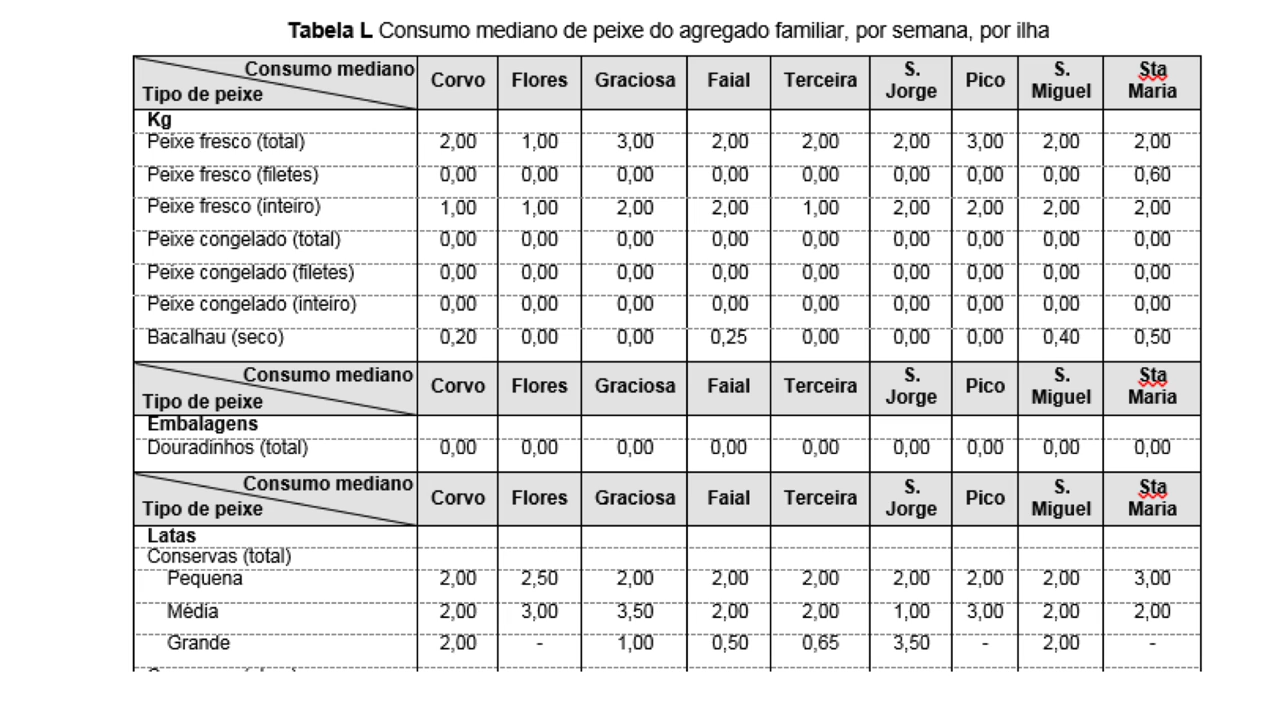 Tabela L Consumo mediano de peixe do agregado familiar, por semana, por ilha
Consumo mediano Tipo de peixe Corvo Flores Graciosa Faial Terceira S. Jorge Pico S. Miguel Sta Maria
Kg
Peixe fresco (total) 2,00 1,00 3,00 2,00 2,00 2,00 3,00 2,00 2,00
Peixe fresco (filetes) 0,00 0,00 0,00 0,00 0,00 0,00 0,00 0,00 0,60
Peixe fresco (inteiro) 1,00 1,00 2,00 2,00 1,00 2,00 2,00 2,00 2,00
Peixe congelado (total) 0,00 0,00 0,00 0,00 0,00 0,00 0,00 0,00 0,00
Peixe congelado (filetes) 0,00 0,00 0,00 0,00 0,00 0,00 0,00 0,00 0,00
Peixe congelado (inteiro) 0,00 0,00 0,00 0,00 0,00 0,00 0,00 0,00 0,00
Bacalhau (seco) 0,20 0,00 0,00 0,25 0,00 0,00 0,00 0,40 0,50
Consumo mediano Tipo de peixe Corvo Flores Graciosa Faial Terceira S. Jorge Pico S. Miguel Sta Maria
Embalagens
Douradinhos (total) 0,00 0,00 0,00 0,00 0,00 0,00 0,00 0,00 0,00
Consumo mediano Tipo de peixe Corvo Flores Graciosa Faial Terceira S. Jorge Pico S. Miguel Sta Maria
Latas
Conservas (total)
Pequena 2,00 2,50 2,00 2,00 2,00 2,00 2,00 2,00 3,00
Média 2,00 3,00 3,50 2,00 2,00 1,00 3,00 2,00 2,00
Grande 2,00 - 1,00 0,50 0,65 3,50 - 2,00 -